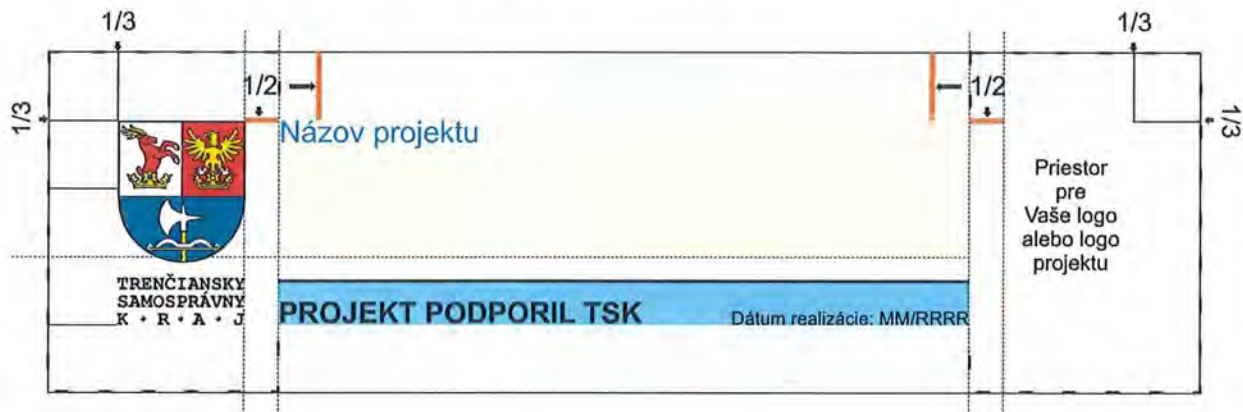 1/3
1/3
1/2
1/2
1/3
1/3
Názov projektu
Priestor
pre
Vaše logo
alebo logo
projektu
TRENČIANSKY
SAMOSPRÁVNY
K・R・A・J
PROJEKT PODPORIL TSK
Dátum realizácie: MM/RRRR